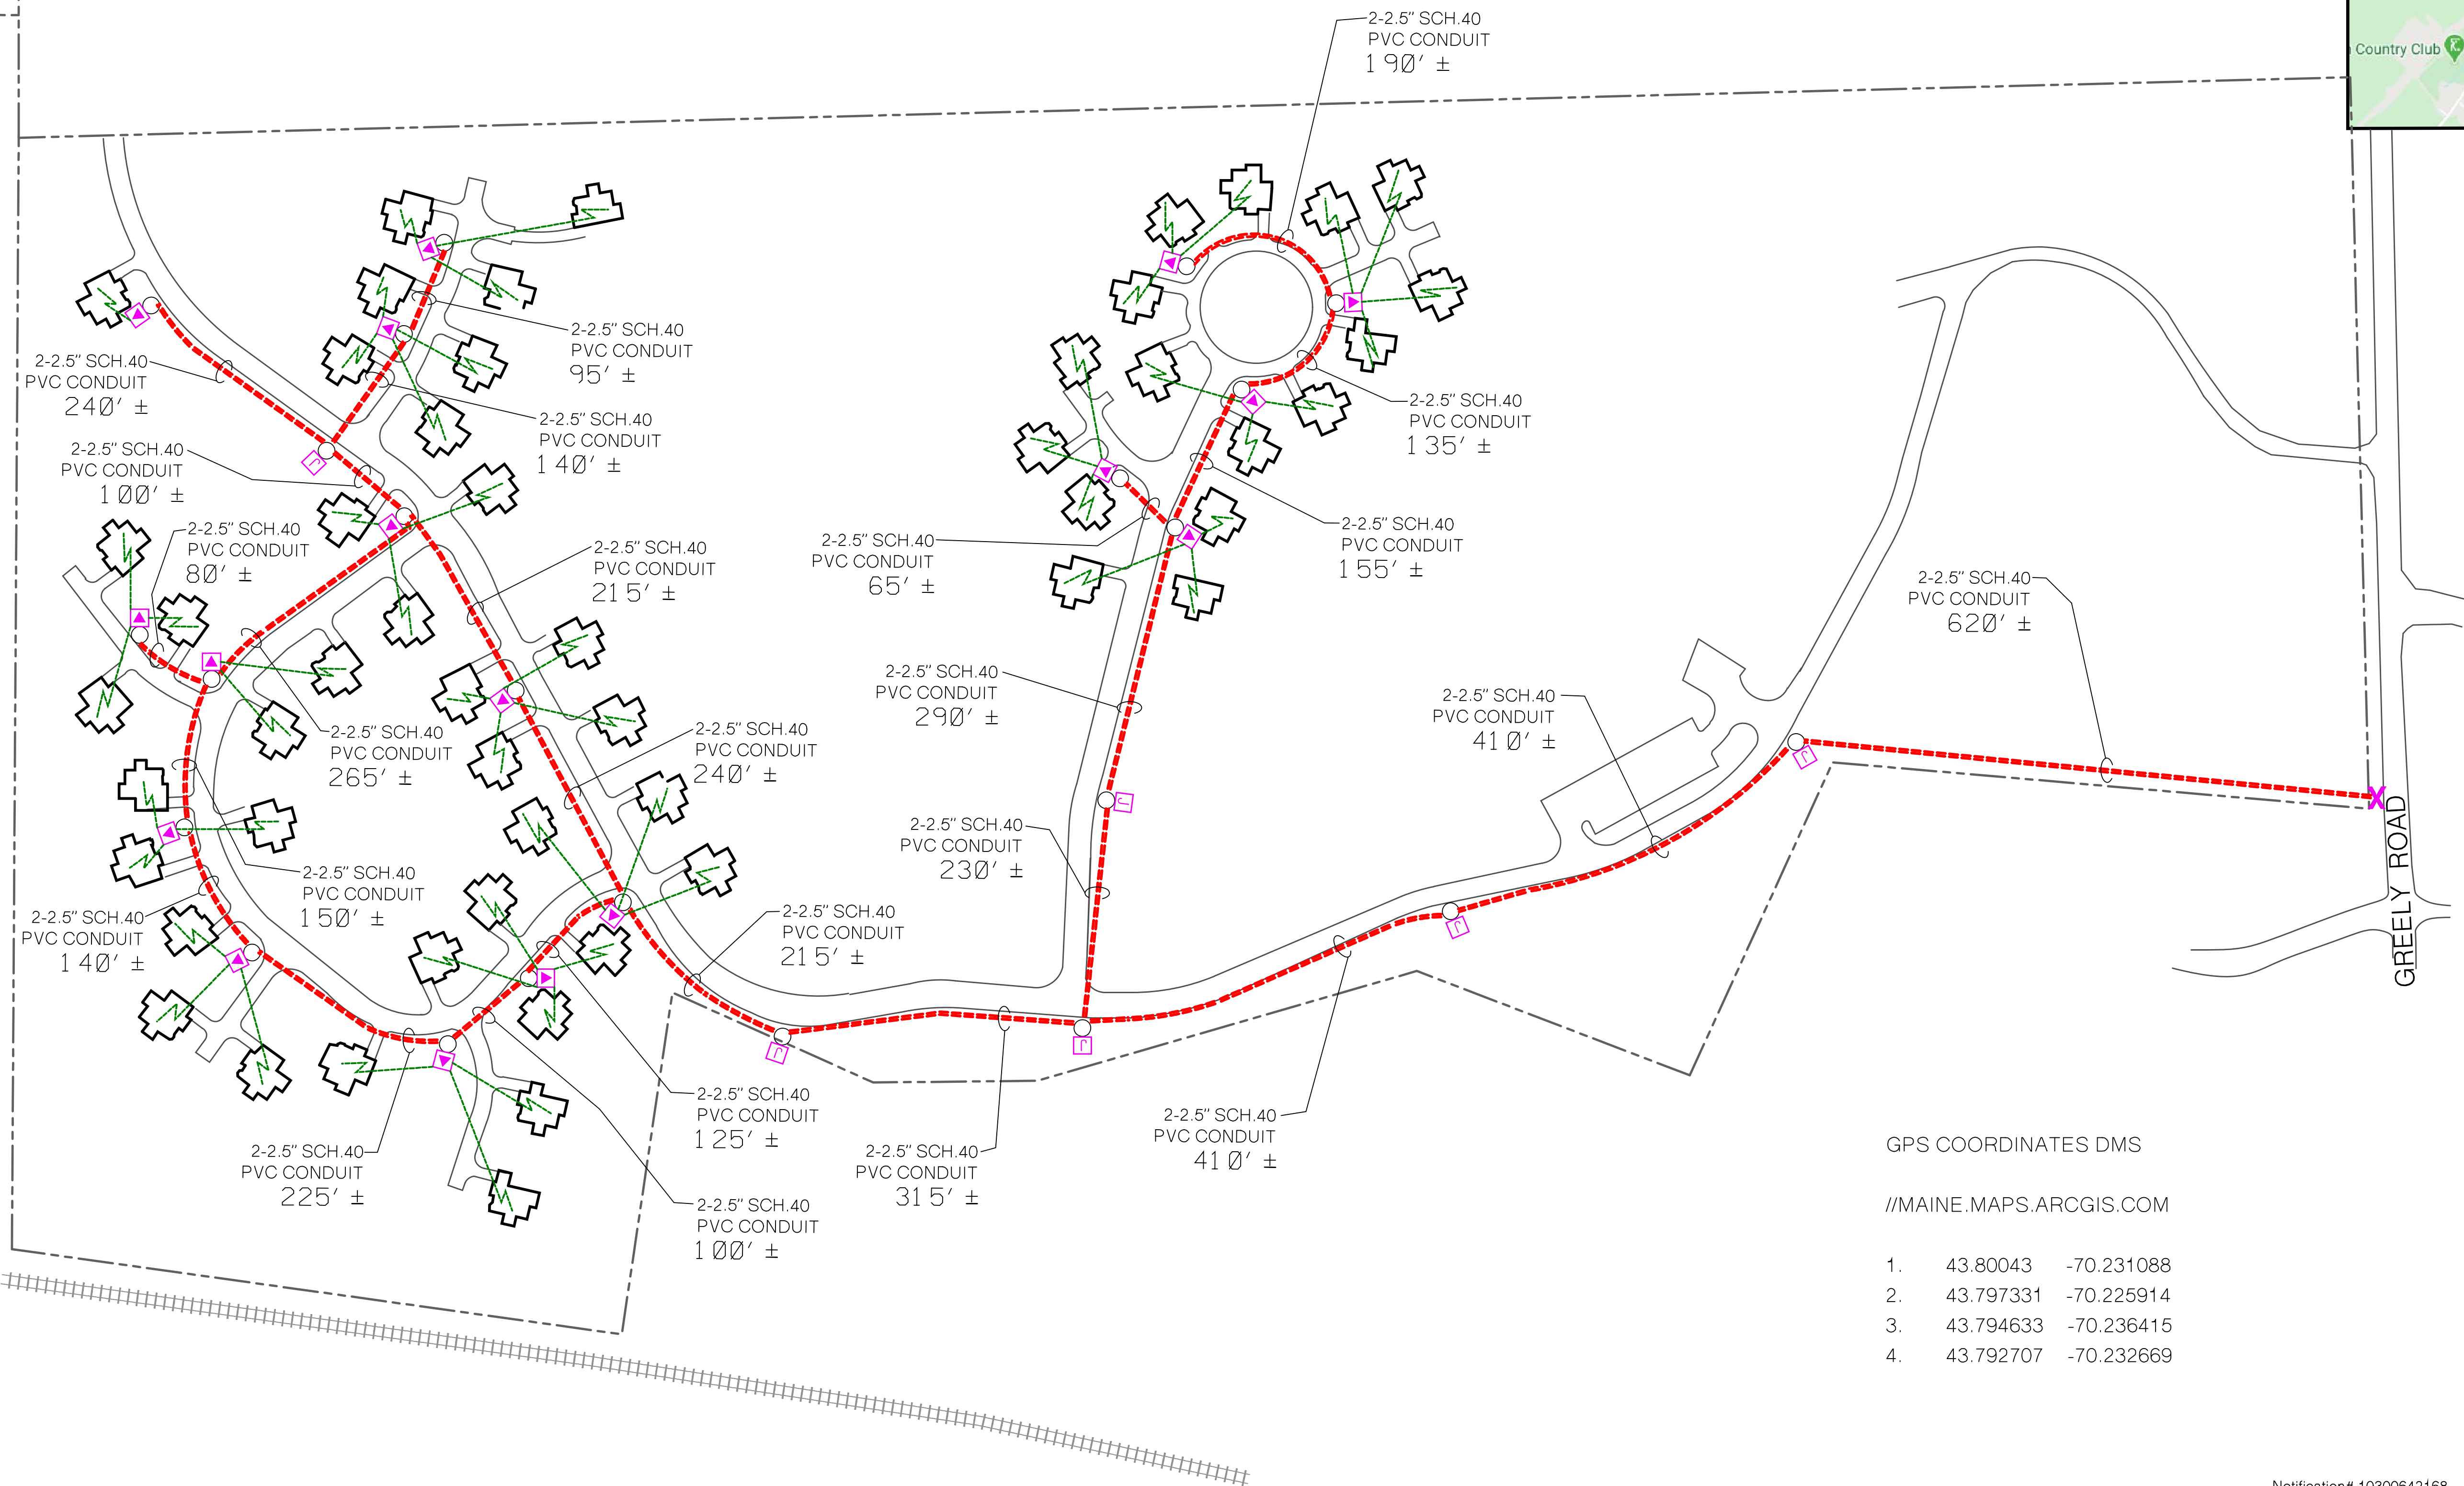 2-2.5" SCH.40
PVC CONDUIT
190' ±
Country Club
2-2.5" SCH.40
PVC CONDUIT
95' ±
2-2.5" SCH.40
PVC CONDUIT
240' ±
2-2.5" SCH.40
PVC CONDUIT
140' ±
2-2.5" SCH.40
PVC CONDUIT
135' ±
2-2.5" SCH.40
PVC CONDUIT
100' ±
2-2.5" SCH.40
PVC CONDUIT
80' ±
2-2.5" SCH.40
PVC CONDUIT
215' ±
2-2.5" SCH.40
PVC CONDUIT
65' ±
2-2.5" SCH.40
PVC CONDUIT
155' ±
2-2.5" SCH.40
PVC CONDUIT
620' ±
2-2.5" SCH.40
PVC CONDUIT
290' ±
2-2.5" SCH.40
PVC CONDUIT
410' ±
2-2.5" SCH.40
PVC CONDUIT
265' ±
2-2.5" SCH.40
PVC CONDUIT
240' ±
X
GREELY ROAD
2-2.5" SCH.40
PVC CONDUIT
230' ±
2-2.5" SCH.40
PVC CONDUIT
150' ±
2-2.5" SCH.40
PVC CONDUIT
140' ±
2-2.5" SCH.40
PVC CONDUIT
215' ±
2-2.5" SCH.40
PVC CONDUIT
125' ±
2-2.5" SCH.40
PVC CONDUIT
410' ±
2-2.5" SCH.40
PVC CONDUIT
225' ±
2-2.5" SCH.40
PVC CONDUIT
315' ±
2-2.5" SCH.40
PVC CONDUIT
100' ±
J
J
J
J
J
J
GPS COORDINATES DMS
//MAINE.MAPS.ARCGIS.COM
1. 43.80043 -70.231088
2. 43.797331 -70.225914
3. 43.794633 -70.236415
4. 43.792707 -70.232669
Notification# 10300642168